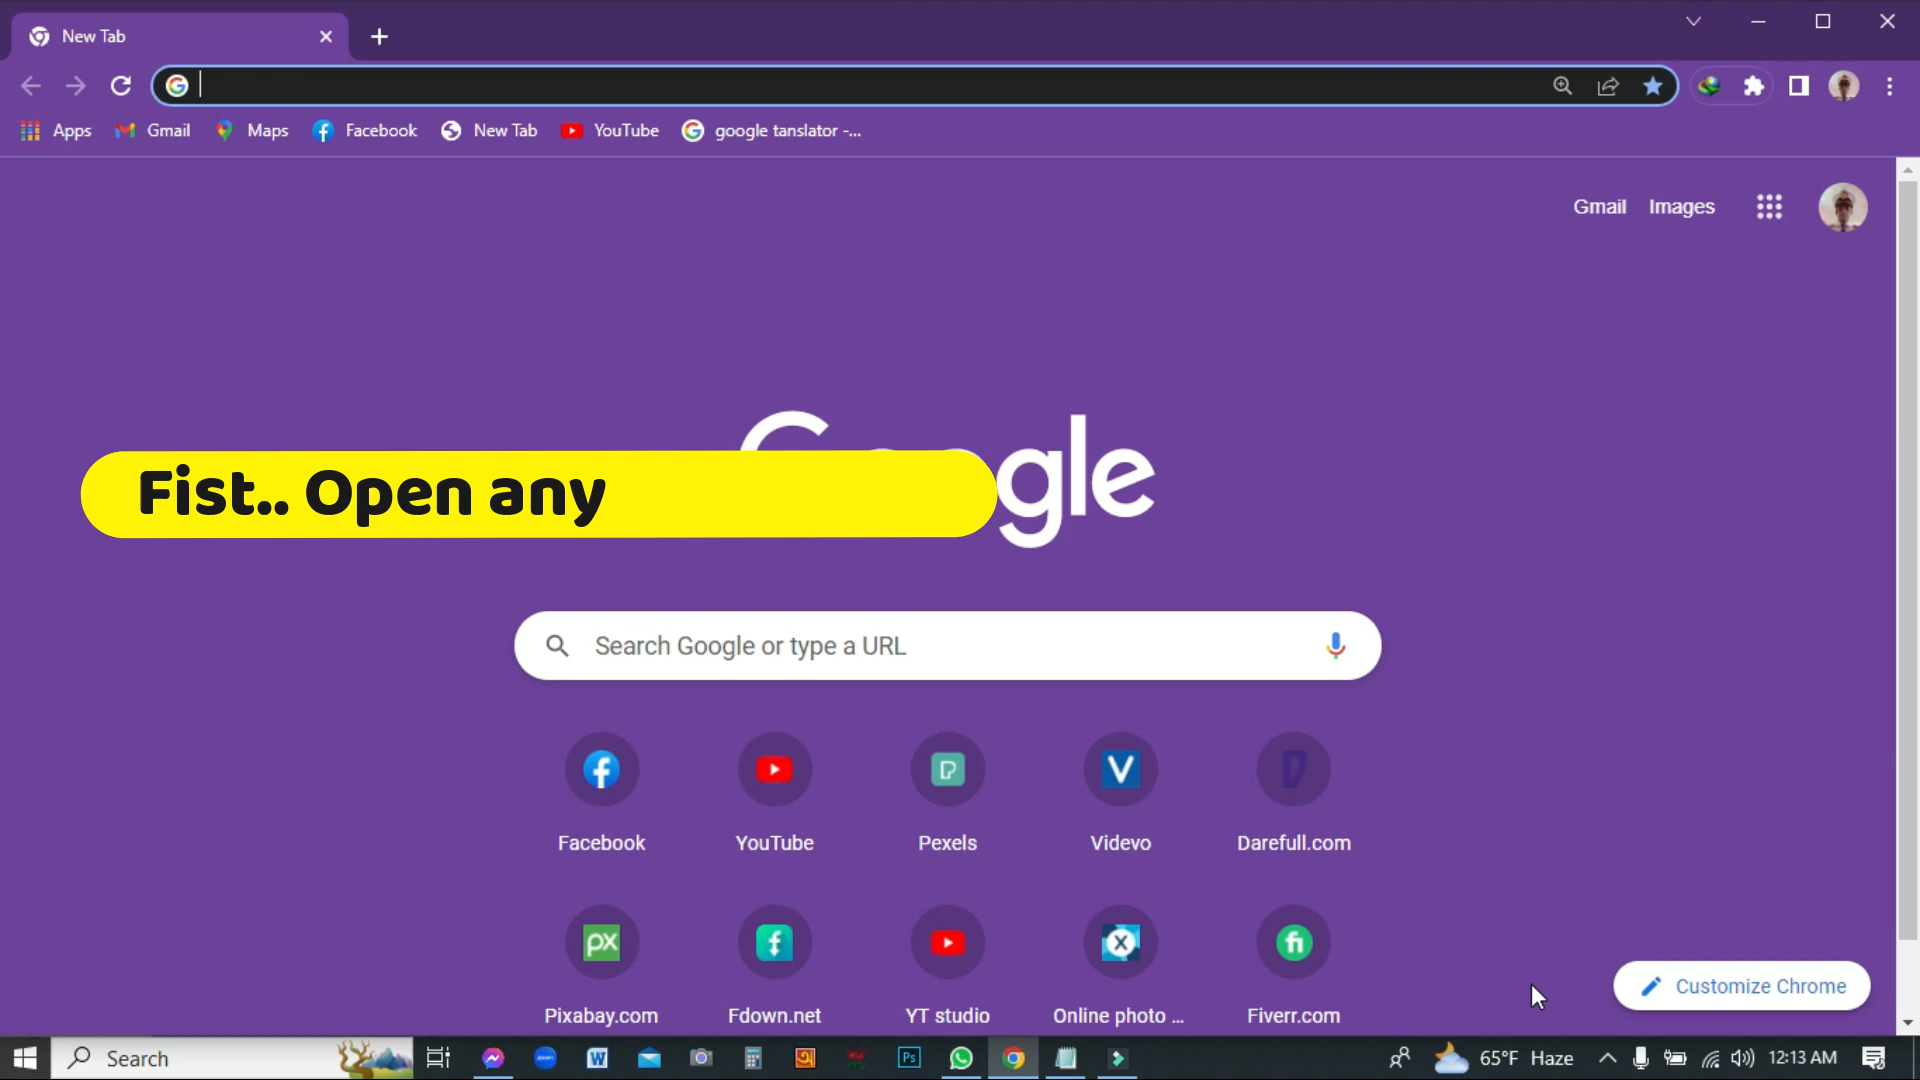 New Tab
Apps
Gmail
Maps
Facebook
New Tab
YouTube
google tanslator -...
Gmail
Images
Google
Fist.. Open any
Search Google or type a URL
Facebook
YouTube
Pexels
Videvo
Darefull.com
Pixabay.com
Fdown.net
YT studio
Online photo ...
Fiverr.com
Customize Chrome
Search
65°F Haze
12:13 AM